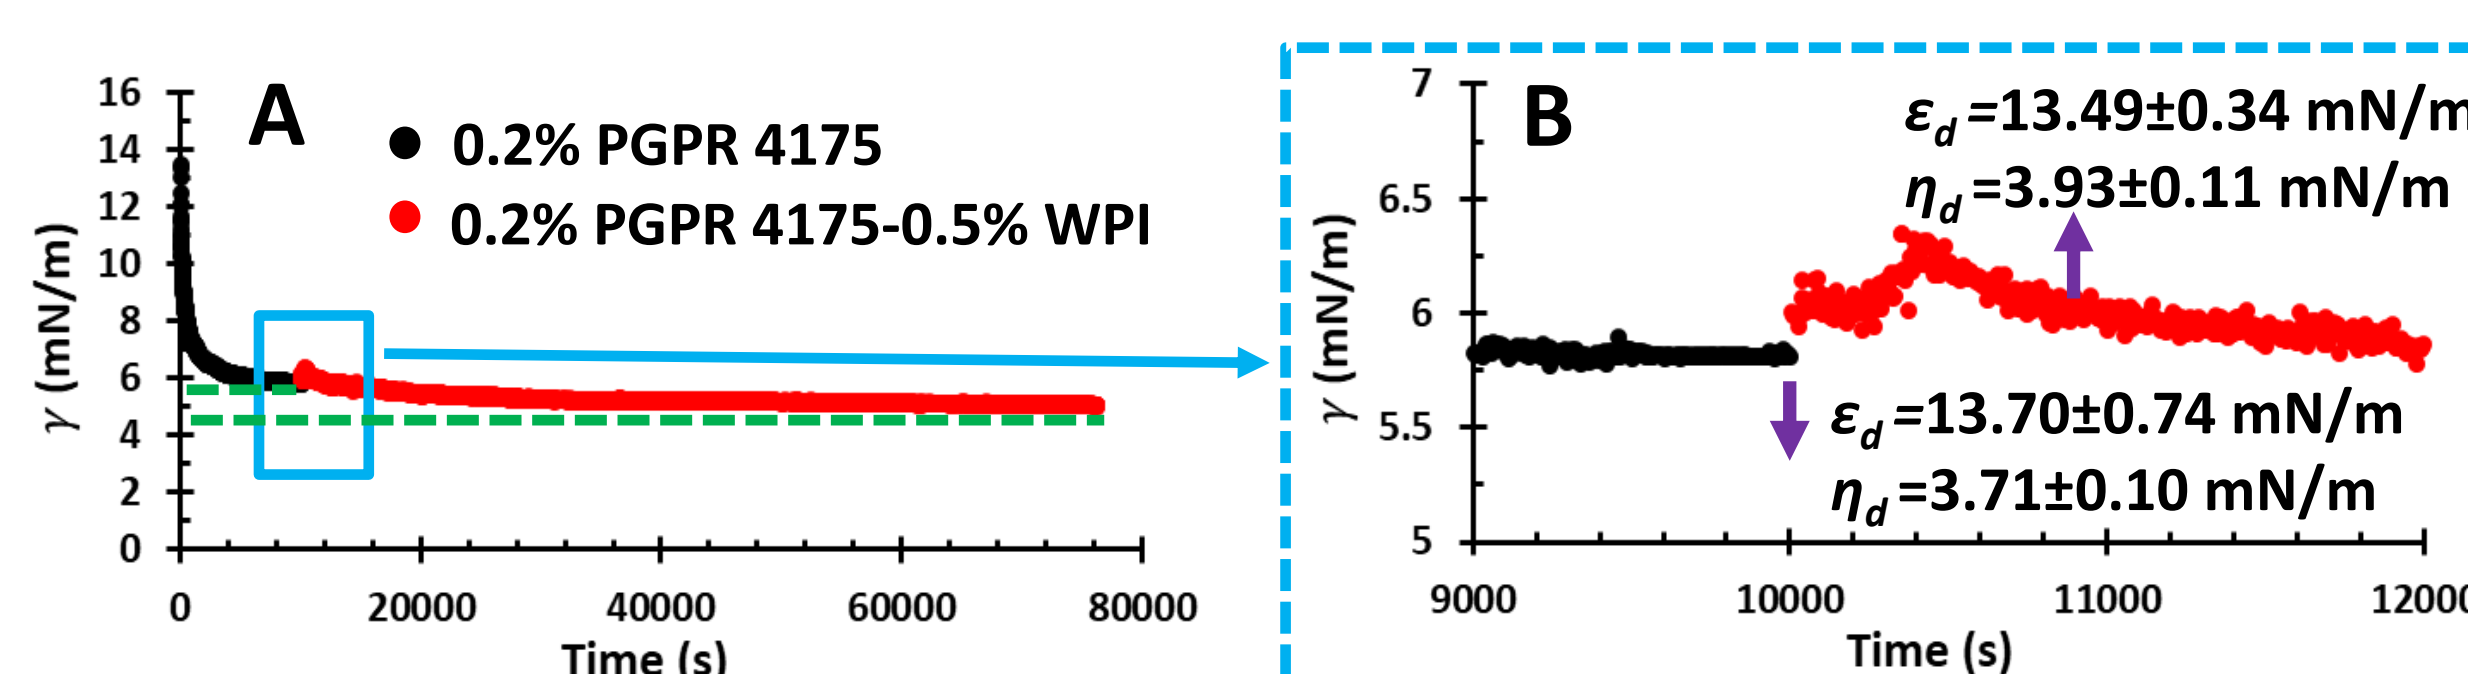 A
0.2% PGPR 4175
0.2% PGPR 4175-0.5% WPI
16
14
12
10
8
6
4
2
0
γ (mN/m)
0 20000 40000 60000 80000
Time (s)
B
εd =13.49±0.34 mN/m
ηd =3.93±0.11 mN/m
εd =13.70±0.74 mN/m
ηd =3.71±0.10 mN/m
7
6.5
6
5.5
5
γ (mN/m)
9000 10000 11000 12000
Time (s)